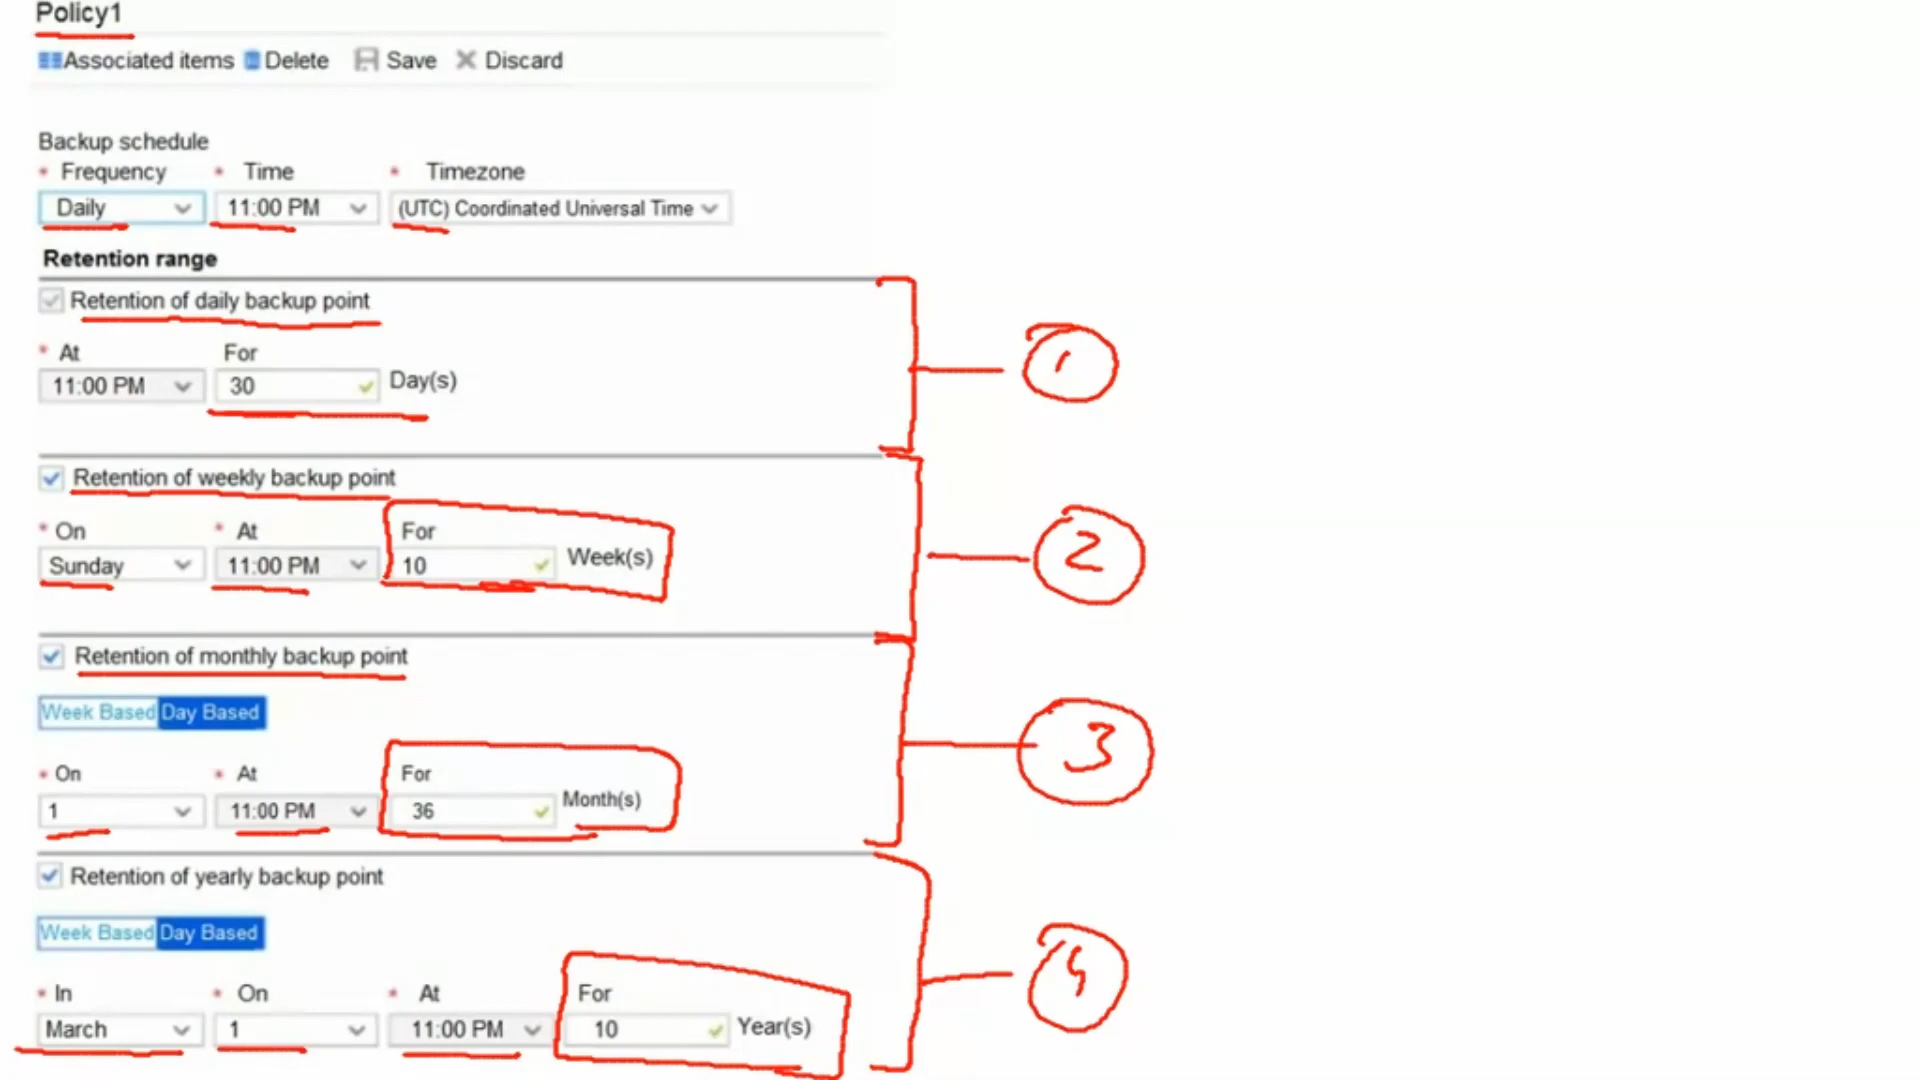 Policy1
Associated items Delete Save Discard
Backup schedule
* Frequency * Time * Timezone
Daily 11:00 PM (UTC) Coordinated Universal Time
Retention range
Retention of daily backup point
* At For
11:00 PM 30 Day(s)
1
Retention of weekly backup point
* On * At For
Sunday 11:00 PM 10 Week(s)
2
Retention of monthly backup point
Week Based Day Based
* On * At For
1 11:00 PM 36 Month(s)
3
Retention of yearly backup point
Week Based Day Based
* In * On * At For
March 1 11:00 PM 10 Year(s)
4